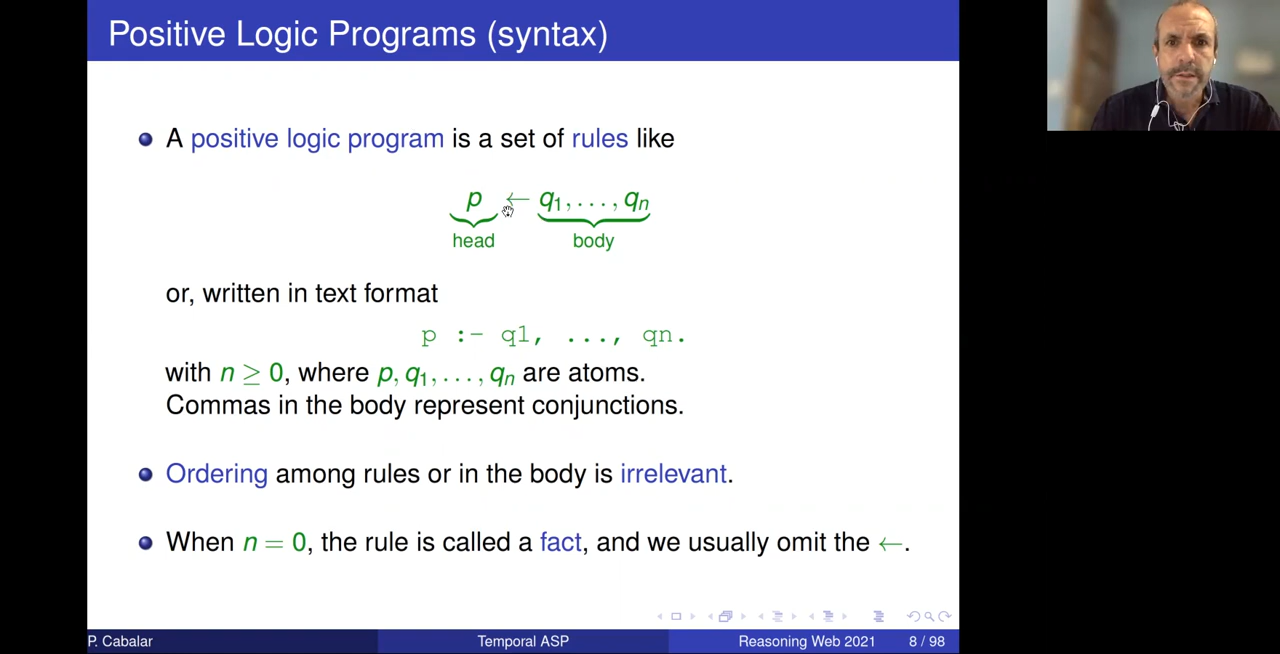 Positive Logic Programs (syntax)
A positive logic program is a set of rules like
p ← q₁, . . . , qₙ
head body
or, written in text format
p :- q1, ..., qn.
with n ≥ 0, where p, q₁, . . . , qₙ are atoms.
Commas in the body represent conjunctions.
Ordering among rules or in the body is irrelevant.
When n = 0, the rule is called a fact, and we usually omit the ←.
P. Cabalar Temporal ASP Reasoning Web 2021 8 / 98